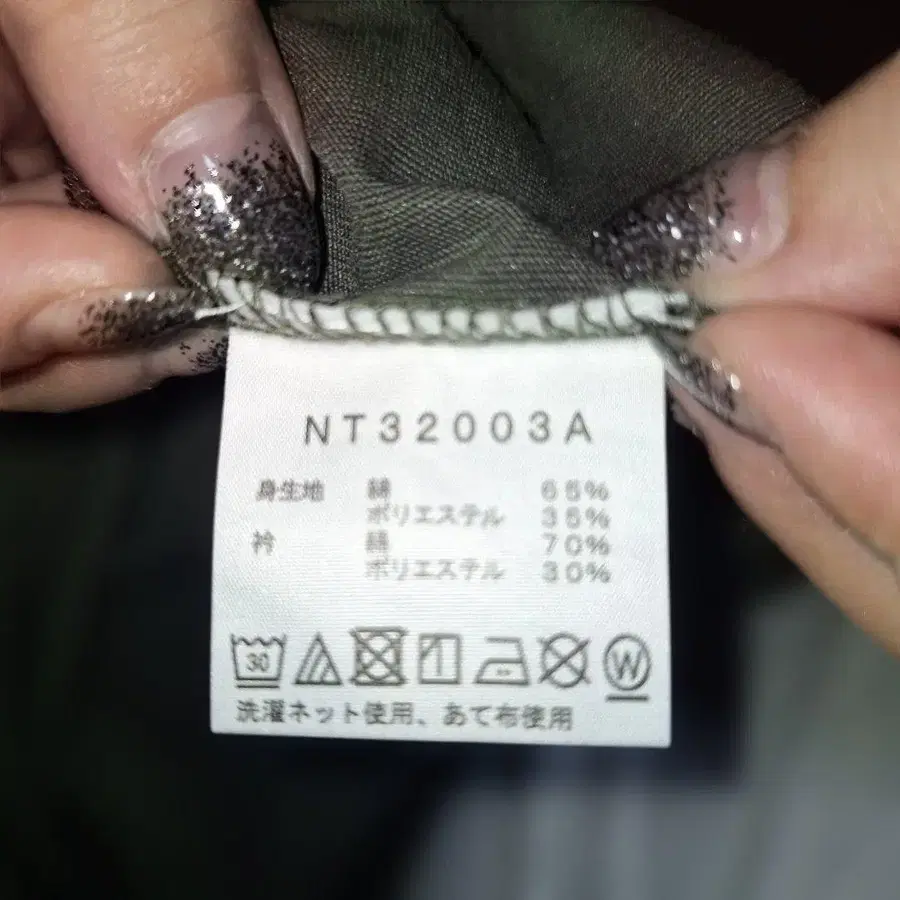 NT32003A
身生地 綿 65%
ポリエステル 35%
衿 綿 70%
ポリエステル 30%
30 W
洗濯ネット使用、あて布使用